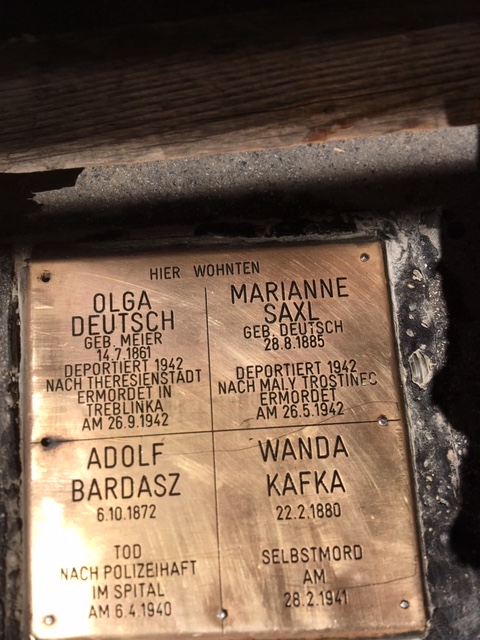 HIER WOHNTEN
OLGA
DEUTSCH
GEB. MEIER
14.7.1861
DEPORTIERT 1942
NACH THERESIENSTADT
ERMORDET IN
TREBLINKA
AM 26.9.1942
MARIANNE
SAXL
GEB. DEUTSCH
28.8.1885
DEPORTIERT 1942
NACH MALY TROSTINEC
ERMORDET
AM 26.5.1942
ADOLF
BARDASZ
6.10.1872
TOD
NACH POLIZEIHAFT
IM SPITAL
AM 6.4.1940
WANDA
KAFKA
22.2.1880
SELBSTMORD
AM
28.2.1941